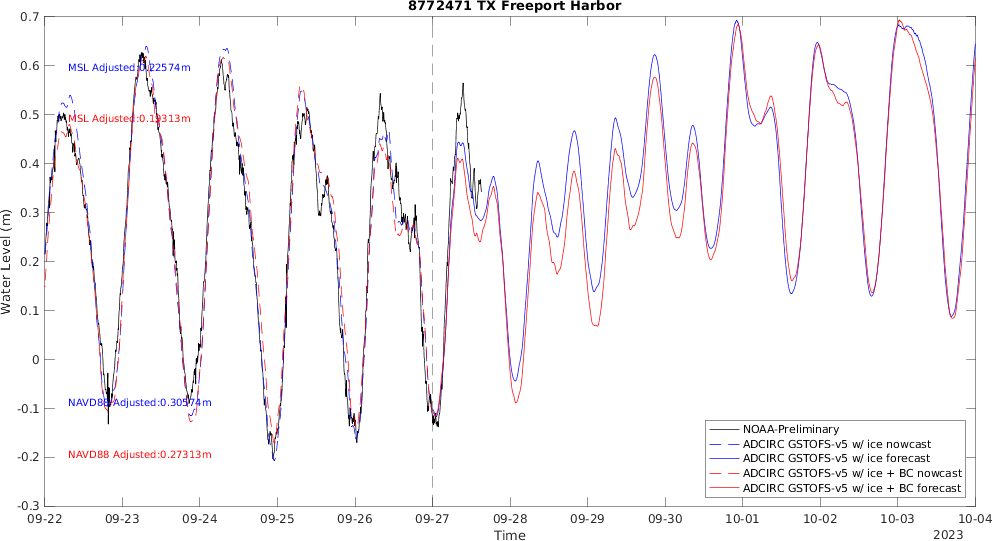 8772471 TX Freeport Harbor
0.7
0.6
0.5
0.4
0.3
0.2
0.1
0
-0.1
-0.2
-0.3
Water Level (m)
MSL Adjusted:0.22574m
MSL Adjusted:0.19313m
NAVD88 Adjusted:0.30574m
NAVD88 Adjusted:0.27313m
NOAA-Preliminary
ADCIRC GSTOFS-v5 w/ ice nowcast
ADCIRC GSTOFS-v5 w/ ice forecast
ADCIRC GSTOFS-v5 w/ ice + BC nowcast
ADCIRC GSTOFS-v5 w/ ice + BC forecast
09-22 09-23 09-24 09-25 09-26 09-27 09-28 09-29 09-30 10-01 10-02 10-03 10-04
Time
2023